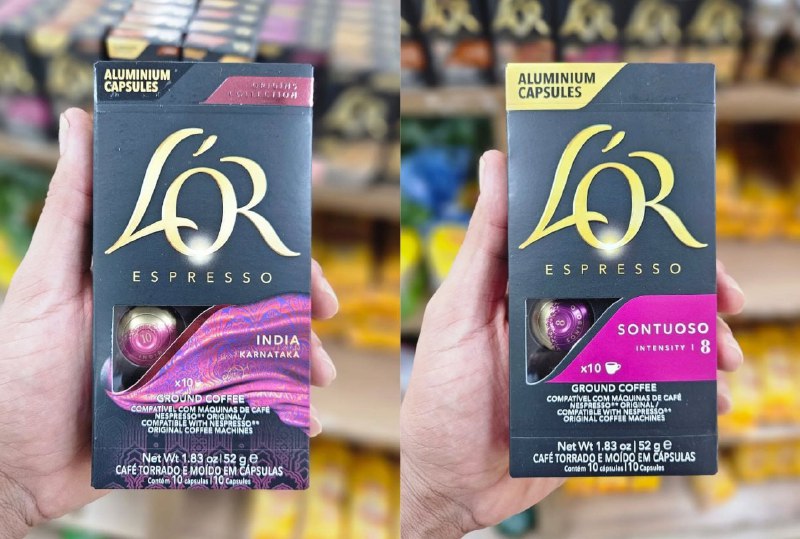 ALUMINIUM
CAPSULES
ORIGINS
COLLECTION
L'OR
ESPRESSO
10
INDIA
KARNATAKA
x10
GROUND COFFEE
COMPATÍVEL COM MÁQUINAS DE CAFÉ
NESPRESSO®* ORIGINAL /
COMPATIBLE WITH NESPRESSO®*
ORIGINAL COFFEE MACHINES
Net Wt 1.83 oz | 52 g e
CAFÉ TORRADO E MOÍDO EM CÁPSULAS
Contém 10 cápsulas | 10 Capsules
ALUMINIUM
CAPSULES
L'OR
ESPRESSO
8
SONTUOSO
INTENSITY | 8
x10
GROUND COFFEE
COMPATÍVEL COM MÁQUINAS DE CAFÉ
NESPRESSO®* ORIGINAL /
COMPATIBLE WITH NESPRESSO®*
ORIGINAL COFFEE MACHINES
Net Wt 1.83 oz | 52 g e
CAFÉ TORRADO E MOÍDO EM CÁPSULAS
Contém 10 cápsulas | 10 Capsules